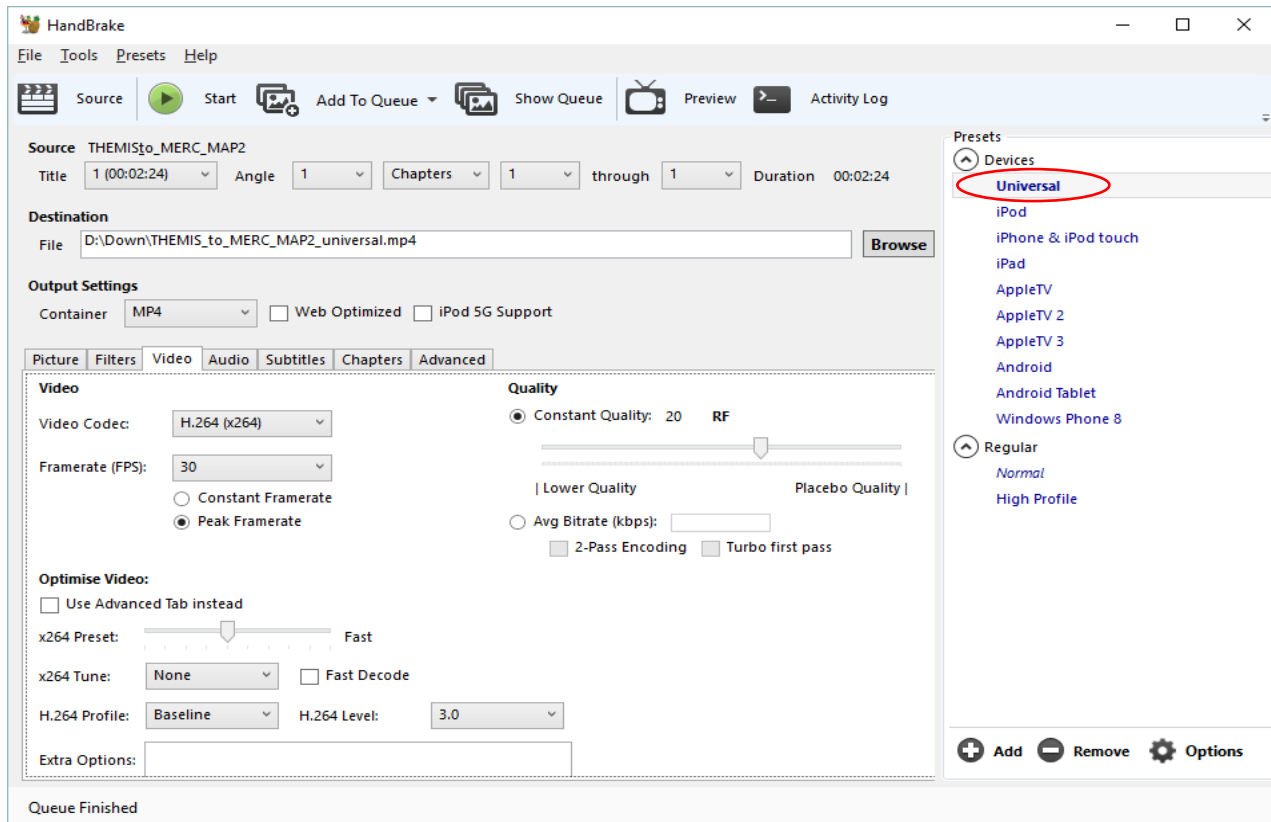 HandBrake
File Tools Presets Help
Source Start Add To Queue Show Queue Preview Activity Log
Source THEMISto_MERC_MAP2
Title 1 (00:02:24) Angle 1 Chapters 1 through 1 Duration 00:02:24
Destination
File D:\Down\THEMIS_to_MERC_MAP2_universal.mp4 Browse
Output Settings
Container MP4 Web Optimized iPod 5G Support
Picture Filters Video Audio Subtitles Chapters Advanced
Video
Video Codec: H.264 (x264)
Framerate (FPS): 30
Constant Framerate
Peak Framerate
Quality
Constant Quality: 20 RF
| Lower Quality Placebo Quality |
Avg Bitrate (kbps):
2-Pass Encoding Turbo first pass
Optimise Video:
Use Advanced Tab instead
x264 Preset: Fast
x264 Tune: None Fast Decode
H.264 Profile: Baseline H.264 Level: 3.0
Extra Options:
Presets
Devices
Universal
iPod
iPhone & iPod touch
iPad
AppleTV
AppleTV 2
AppleTV 3
Android
Android Tablet
Windows Phone 8
Regular
Normal
High Profile
Add Remove Options
Queue Finished